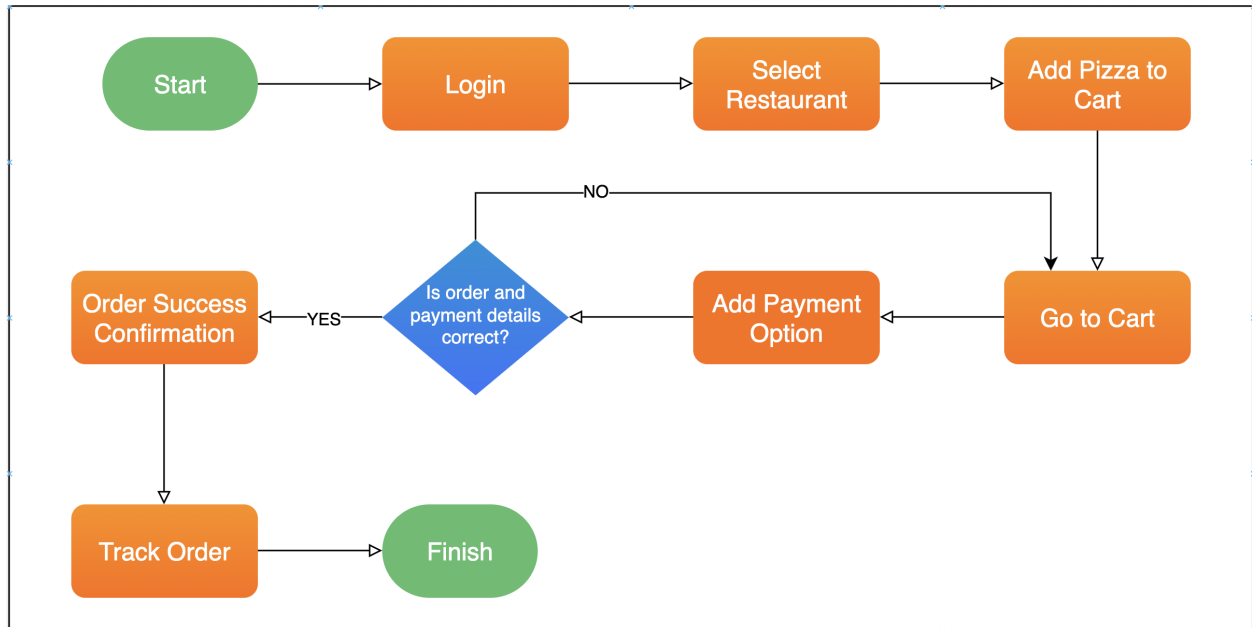 Start
Login
Select
Restaurant
Add Pizza to
Cart
NO
Order Success
Confirmation
YES
Is order and
payment details
correct?
Add Payment
Option
Go to Cart
Track Order
Finish